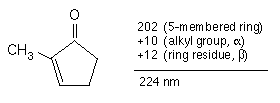 O
CH₃
202 (5-membered ring)
+10 (alkyl group, α)
+12 (ring residue, β)
224 nm